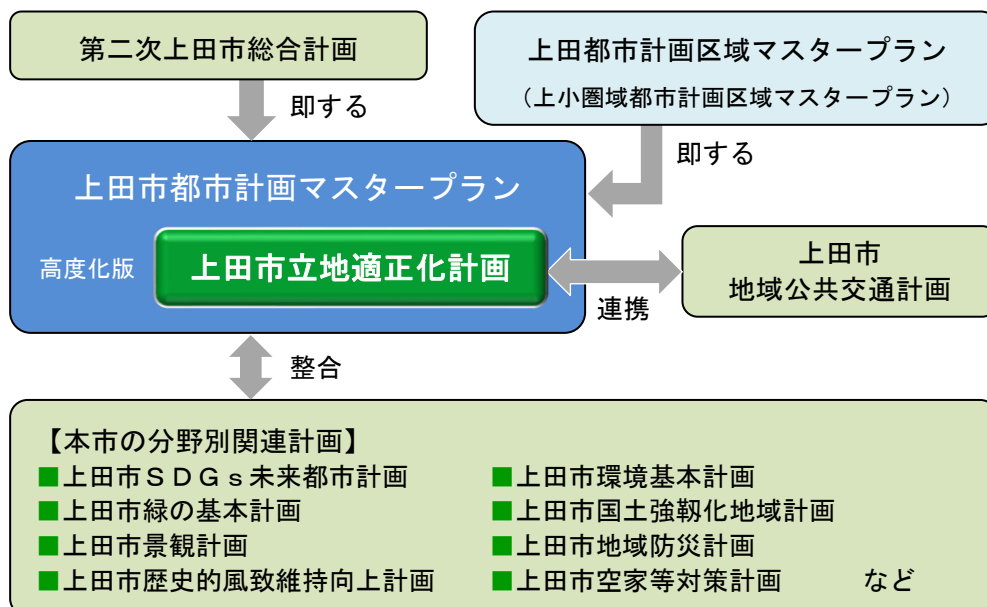 第二次上田市総合計画
上田都市計画区域マスタープラン
（上小圏域都市計画区域マスタープラン）
即する
即する
上田市都市計画マスタープラン
高度化版
上田市立地適正化計画
上田市
地域公共交通計画
連携
整合
【本市の分野別関連計画】
■上田市ＳＤＧｓ未来都市計画
■上田市緑の基本計画
■上田市景観計画
■上田市歴史的風致維持向上計画
■上田市環境基本計画
■上田市国土強靱化地域計画
■上田市地域防災計画
■上田市空家等対策計画　　など